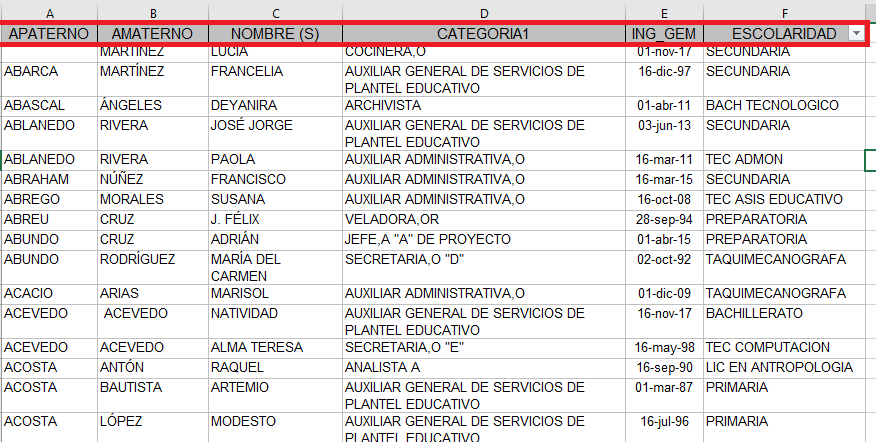 A B C D E F
APATERNO AMATERNO NOMBRE (S) CATEGORIA1 ING_GEM ESCOLARIDAD
MARTÍNEZ LUCÍA COCINERA,O 01-nov-17 SECUNDARIA
ABARCA MARTÍNEZ FRANCELIA AUXILIAR GENERAL DE SERVICIOS DE 16-dic-97 SECUNDARIA
PLANTEL EDUCATIVO
ABASCAL ÁNGELES DEYANIRA ARCHIVISTA 01-abr-11 BACH TECNOLOGICO
ABLANEDO RIVERA JOSÉ JORGE AUXILIAR GENERAL DE SERVICIOS DE 03-jun-13 SECUNDARIA
PLANTEL EDUCATIVO
ABLANEDO RIVERA PAOLA AUXILIAR ADMINISTRATIVA,O 16-mar-11 TEC ADMON
ABRAHAM NÚÑEZ FRANCISCO AUXILIAR ADMINISTRATIVA,O 16-mar-15 SECUNDARIA
ABREGO MORALES SUSANA AUXILIAR ADMINISTRATIVA,O 16-oct-08 TEC ASIS EDUCATIVO
ABREU CRUZ J. FÉLIX VELADORA,OR 28-sep-94 PREPARATORIA
ABUNDO CRUZ ADRIÁN JEFE,A "A" DE PROYECTO 01-abr-15 PREPARATORIA
ABUNDO RODRÍGUEZ MARÍA DEL SECRETARIA,O "D" 02-oct-92 TAQUIMECANOGRAFA
CARMEN
ACACIO ARIAS MARISOL AUXILIAR ADMINISTRATIVA,O 01-dic-09 TAQUIMECANOGRAFA
ACEVEDO ACEVEDO NATIVIDAD AUXILIAR GENERAL DE SERVICIOS DE 16-nov-17 BACHILLERATO
PLANTEL EDUCATIVO
ACEVEDO ACEVEDO ALMA TERESA SECRETARIA,O "E" 16-may-98 TEC COMPUTACION
ACOSTA ANTÓN RAQUEL ANALISTA A 16-sep-90 LIC EN ANTROPOLOGIA
ACOSTA BAUTISTA ARTEMIO AUXILIAR GENERAL DE SERVICIOS DE 01-mar-87 PRIMARIA
PLANTEL EDUCATIVO
ACOSTA LÓPEZ MODESTO AUXILIAR GENERAL DE SERVICIOS DE 16-jul-96 PRIMARIA
PLANTEL EDUCATIVO